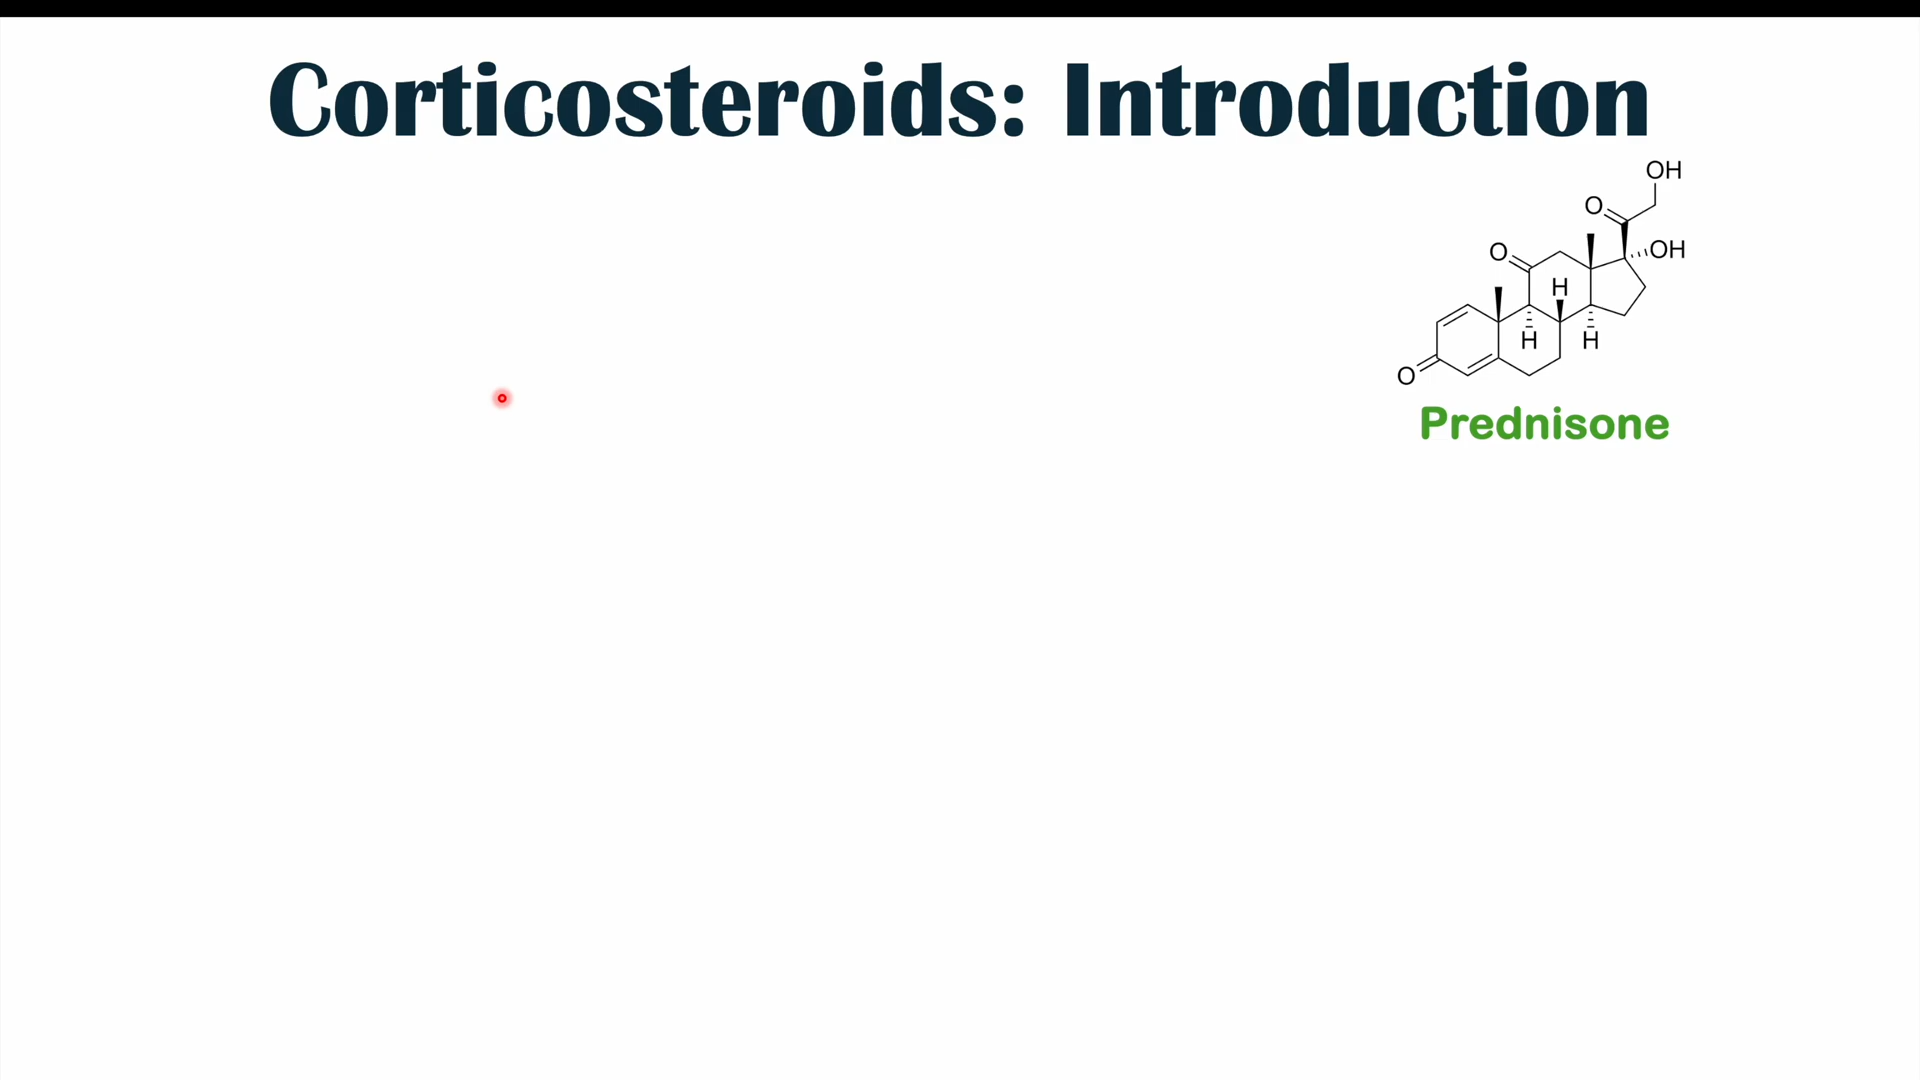 Corticosteroids: Introduction
OH
O
OH
O
H
H
H
O
Prednisone